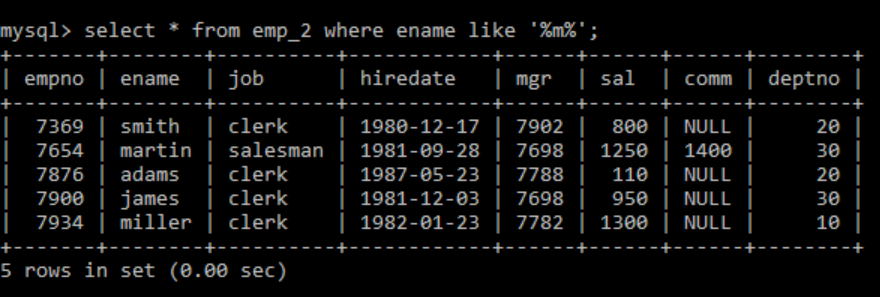 mysql> select * from emp_2 where ename like '%m%';
+-------+--------+----------+------------+------+------+------+--------+
| empno | ename  | job      | hiredate   | mgr  | sal  | comm | deptno |
+-------+--------+----------+------------+------+------+------+--------+
|  7369 | smith  | clerk    | 1980-12-17 | 7902 |  800 | NULL |     20 |
|  7654 | martin | salesman | 1981-09-28 | 7698 | 1250 | 1400 |     30 |
|  7876 | adams  | clerk    | 1987-05-23 | 7788 |  110 | NULL |     20 |
|  7900 | james  | clerk    | 1981-12-03 | 7698 |  950 | NULL |     30 |
|  7934 | miller | clerk    | 1982-01-23 | 7782 | 1300 | NULL |     10 |
+-------+--------+----------+------------+------+------+------+--------+
5 rows in set (0.00 sec)